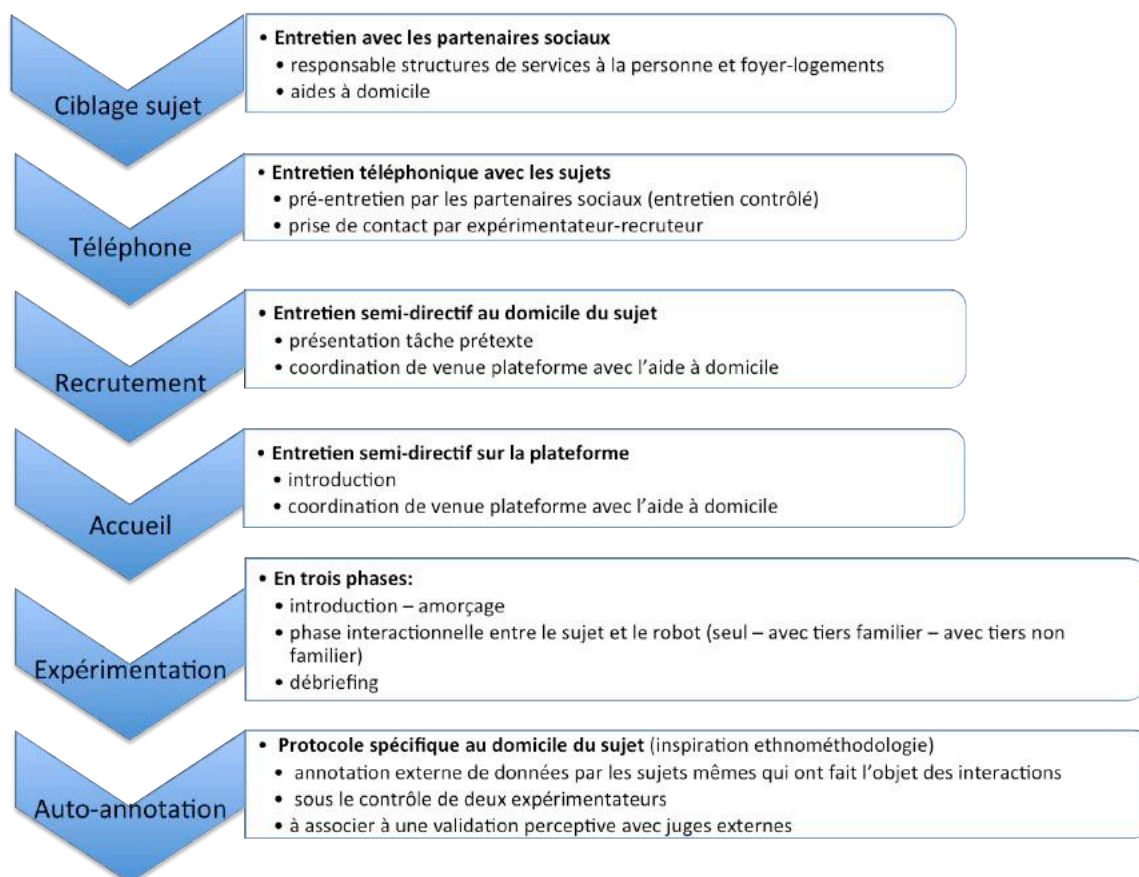 Ciblage sujet
• Entretien avec les partenaires sociaux
• responsable structures de services à la personne et foyer-logements
• aides à domicile
Téléphone
• Entretien téléphonique avec les sujets
• pré-entretien par les partenaires sociaux (entretien contrôlé)
• prise de contact par expérimentateur-recruteur
Recrutement
• Entretien semi-directif au domicile du sujet
• présentation tâche prétexte
• coordination de venue plateforme avec l'aide à domicile
Accueil
• Entretien semi-directif sur la plateforme
• introduction
• coordination de venue plateforme avec l'aide à domicile
Expérimentation
• En trois phases:
• introduction – amorçage
• phase interactionnelle entre le sujet et le robot (seul – avec tiers familier – avec tiers non
familier)
• débriefing
Auto-annotation
• Protocole spécifique au domicile du sujet (inspiration ethnométhodologie)
• annotation externe de données par les sujets mêmes qui ont fait l'objet des interactions
• sous le contrôle de deux expérimentateurs
• à associer à une validation perceptive avec juges externes